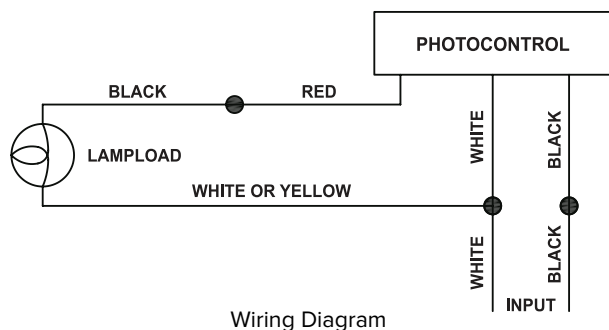 PHOTOCONTROL
BLACK
RED
LAMPLOAD
WHITE
BLACK
WHITE OR YELLOW
WHITE
BLACK
INPUT
Wiring Diagram